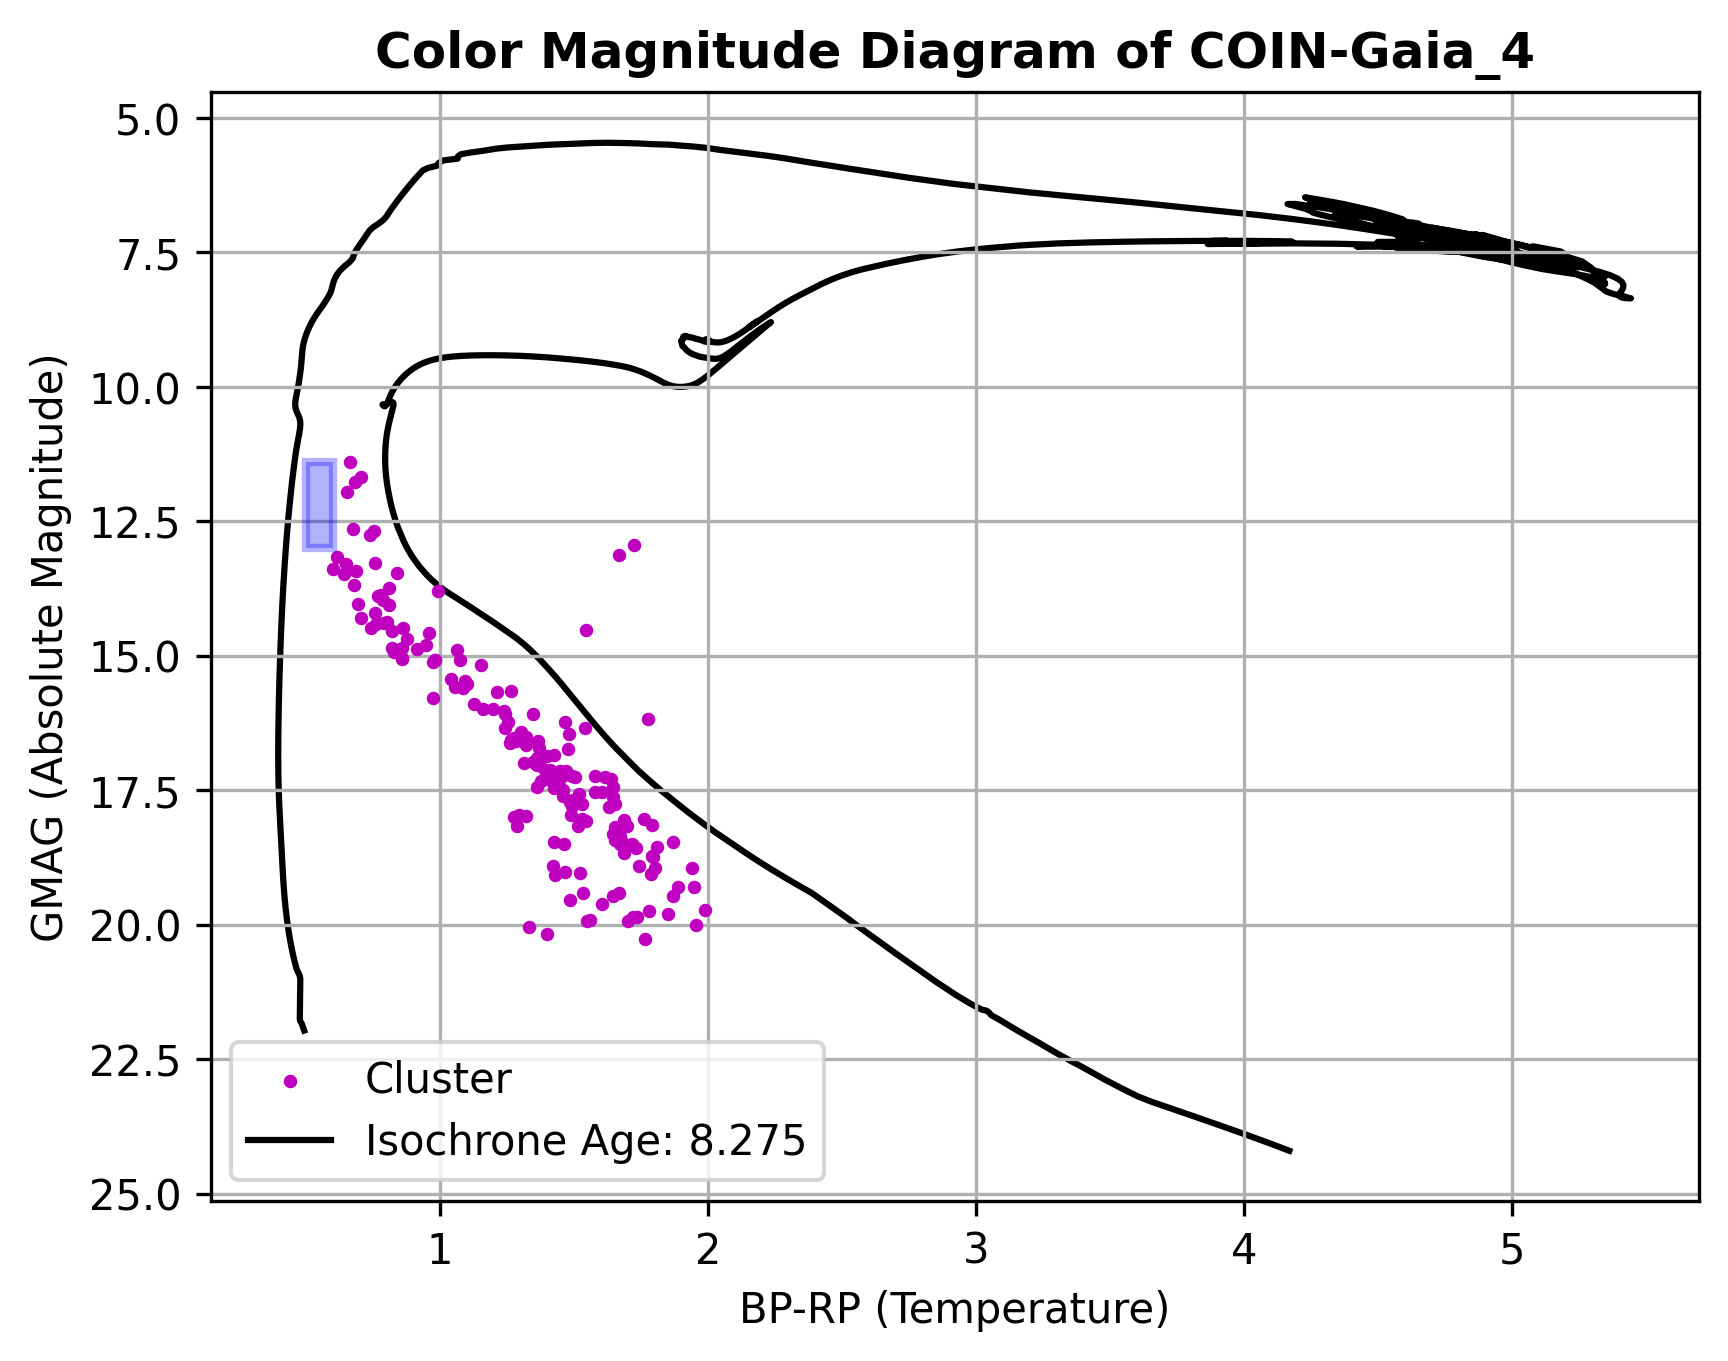 Color Magnitude Diagram of COIN-Gaia_4
5.0
7.5
10.0
12.5
15.0
17.5
20.0
22.5
25.0
GMAG (Absolute Magnitude)
Cluster
Isochrone Age: 8.275
1 2 3 4 5
BP-RP (Temperature)